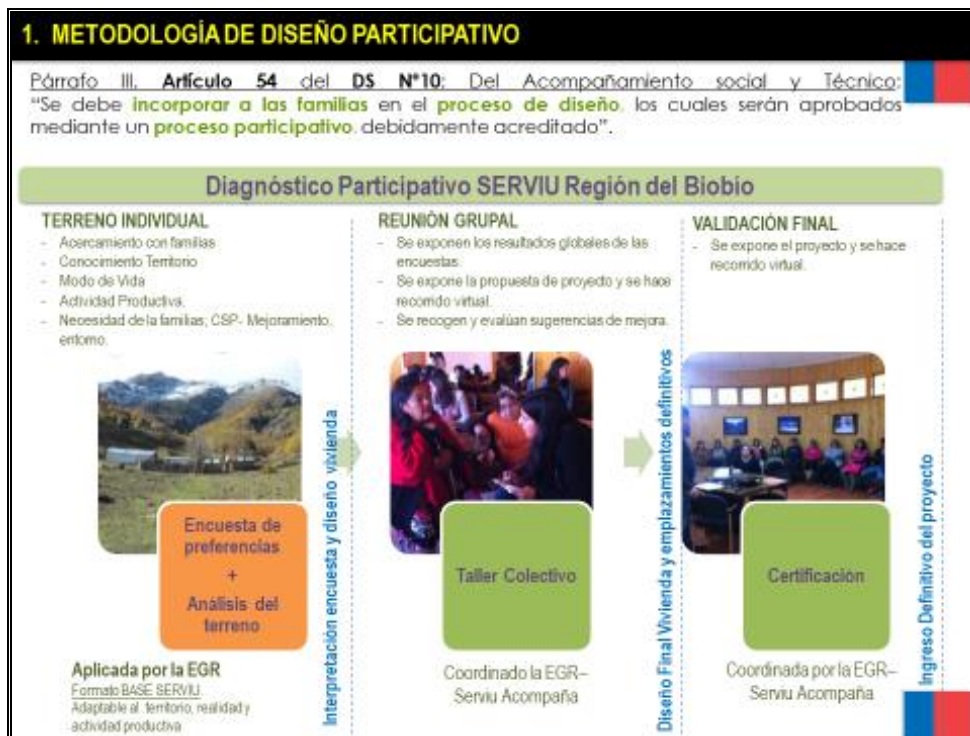 1. METODOLOGÍA DE DISEÑO PARTICIPATIVO
Párrafo III, Artículo 54 del DS N°10: Del Acompañamiento social y Técnico:
"Se debe incorporar a las familias en el proceso de diseño, los cuales serán aprobados
mediante un proceso participativo, debidamente acreditado".
Diagnóstico Participativo SERVIU Región del Biobio
TERRENO INDIVIDUAL
- Acercamiento con familias
- Conocimiento Territorio
- Modo de Vida
- Actividad Productiva.
- Necesidad de la familias; CSP- Mejoramiento,
entorno.
Encuesta de
preferencias
+
Análisis del
terreno
Aplicada por la EGR
Formato BASE SERVIU.
Adaptable al territorio, realidad y
actividad productiva
Interpretación encuesta y diseño vivienda
REUNIÓN GRUPAL
- Se exponen los resultados globales de las
encuestas.
- Se expone la propuesta de proyecto y se hace
recorrido virtual.
- Se recogen y evalúan sugerencias de mejora.
Taller Colectivo
Coordinado la EGR–
Serviu Acompaña
Diseño Final Vivienda y emplazamientos definitivos
VALIDACIÓN FINAL
- Se expone el proyecto y se hace
recorrido virtual.
Certificación
Coordinada por la EGR–
Serviu Acompaña
Ingreso Definitivo del proyecto